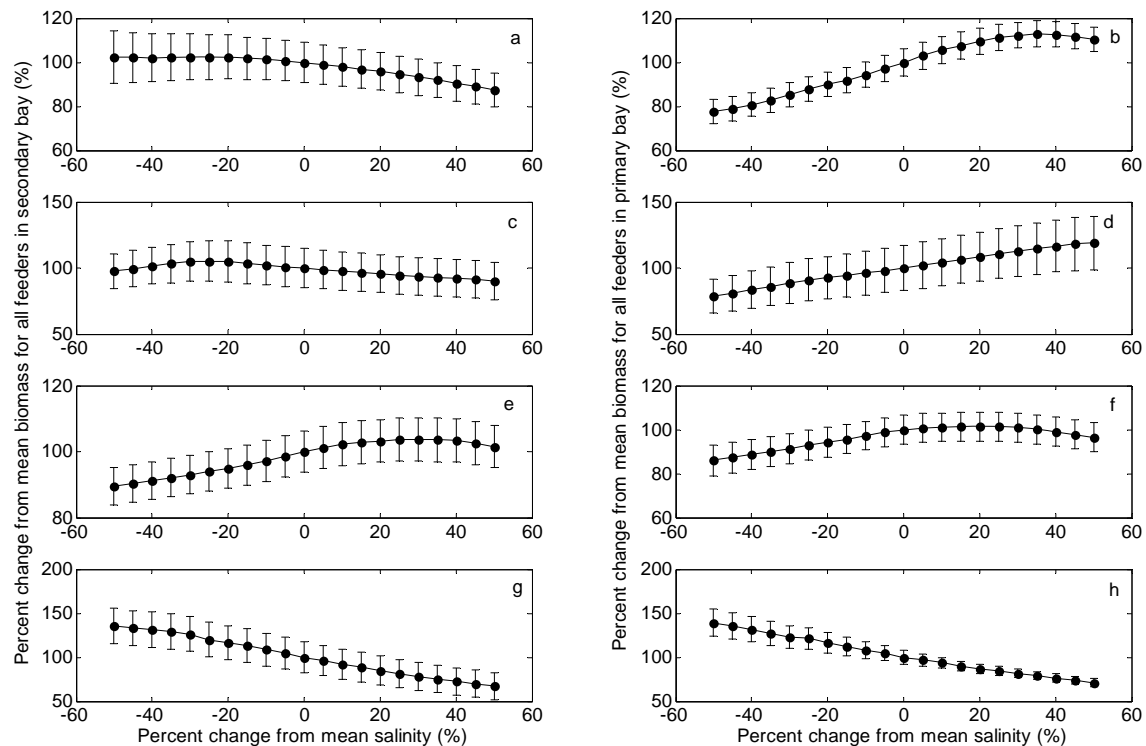 Percent change from mean biomass for all feeders in secondary bay (%)
120
100
80
60
-60 -40 -20 0 20 40 60
a
150
100
50
-60 -40 -20 0 20 40 60
c
120
100
80
-60 -40 -20 0 20 40 60
e
200
150
100
50
-60 -40 -20 0 20 40 60
g
Percent change from mean salinity (%)
Percent change from mean biomass for all feeders in primary bay (%)
120
100
80
60
-60 -40 -20 0 20 40 60
b
150
100
50
-60 -40 -20 0 20 40 60
d
120
100
80
60
-60 -40 -20 0 20 40 60
f
200
150
100
50
-60 -40 -20 0 20 40 60
h
Percent change from mean salinity (%)